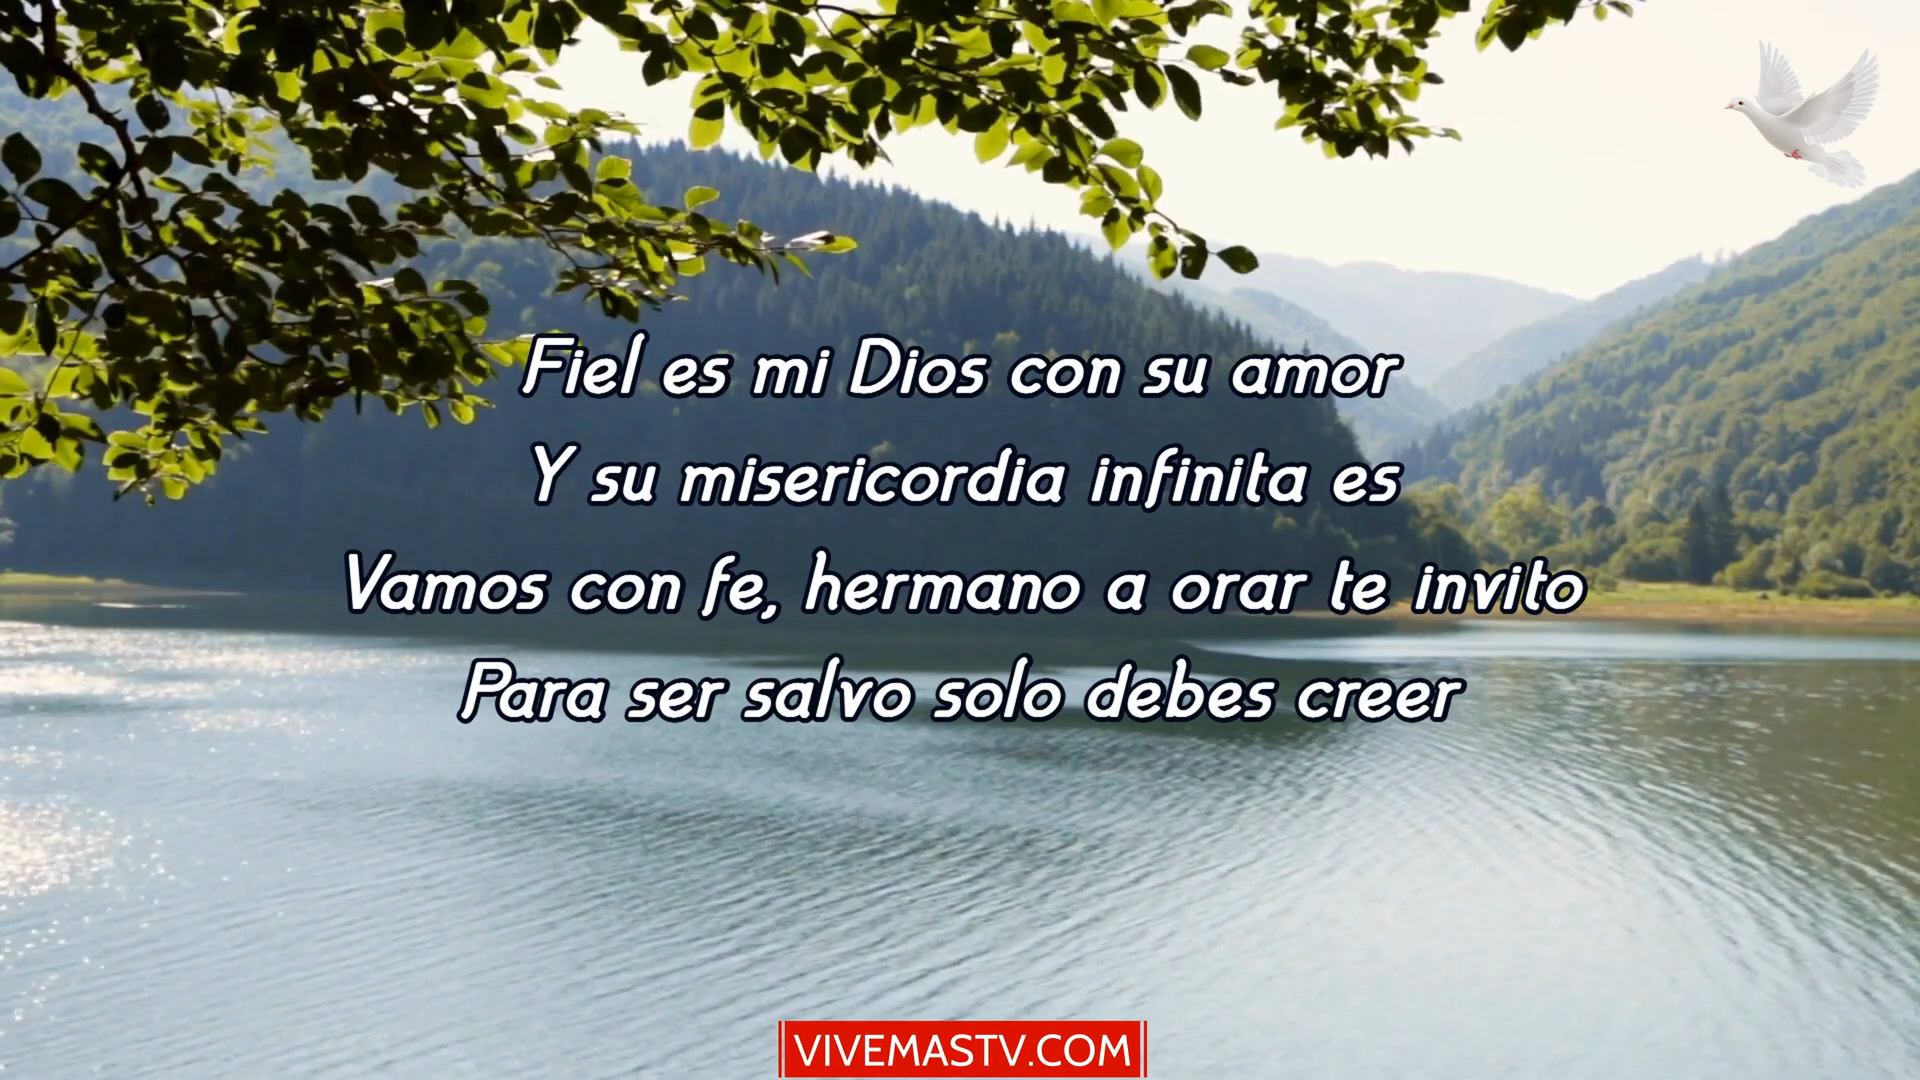 Fiel es mi Dios con su amor
Y su misericordia infinita es
Vamos con fe, hermano a orar te invito
Para ser salvo solo debes creer
VIVEMASTV.COM